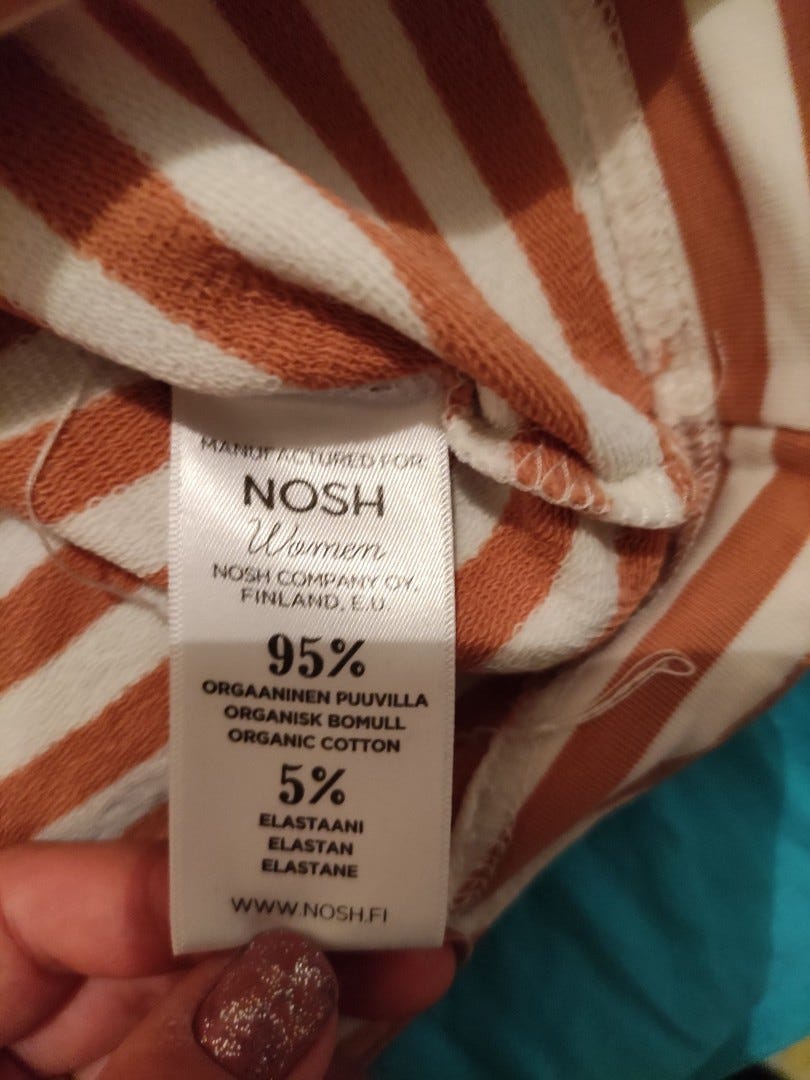 MANUFACTURED FOR
NOSH
Women
NOSH COMPANY OY,
FINLAND, E.U.
95%
ORGAANINEN PUUVILLA
ORGANISK BOMULL
ORGANIC COTTON
5%
ELASTAANI
ELASTAN
ELASTANE
WWW.NOSH.FI